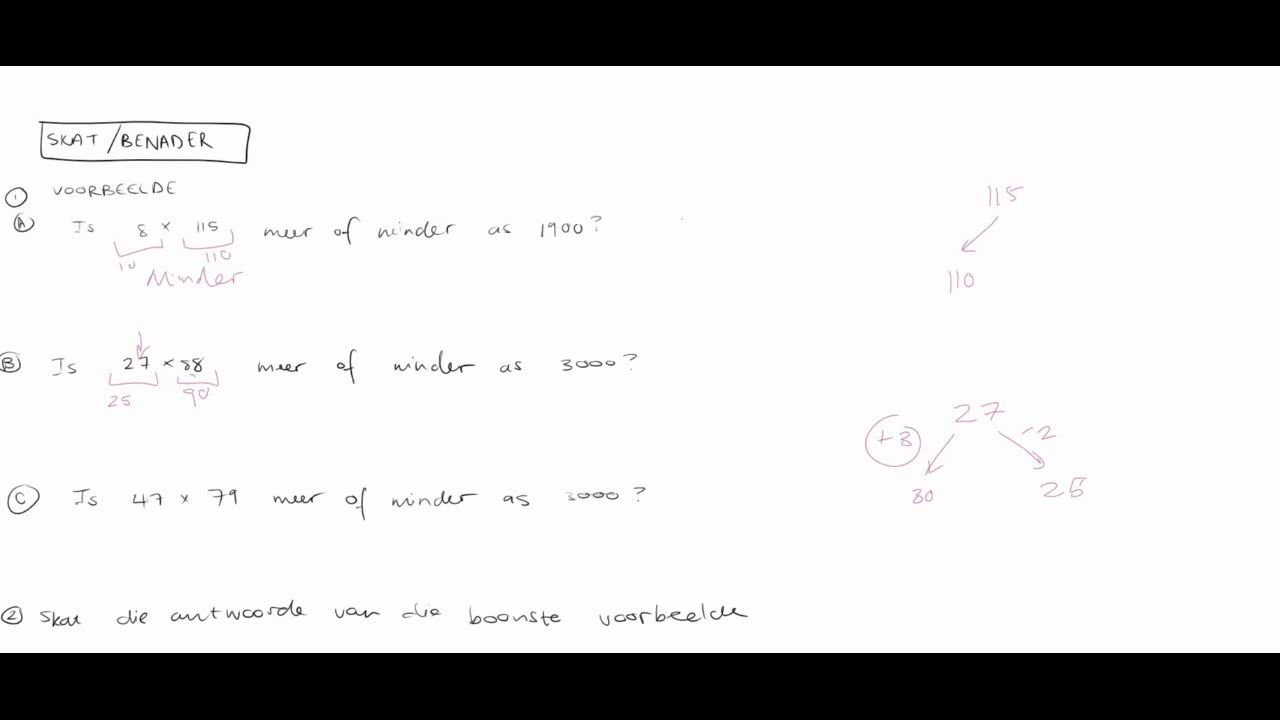 SKAT/BENADER
① VOORBEELDE
Ⓐ Is 8 × 115 meer of minder as 1900?
10 110
Minder
115
110
Ⓑ Is 27 × 88 meer of minder as 3000?
25 90
27
+3 -2
30 25
Ⓒ Is 47 × 79 meer of minder as 3000?
② Skat die antwoorde van die boonste voorbeelde